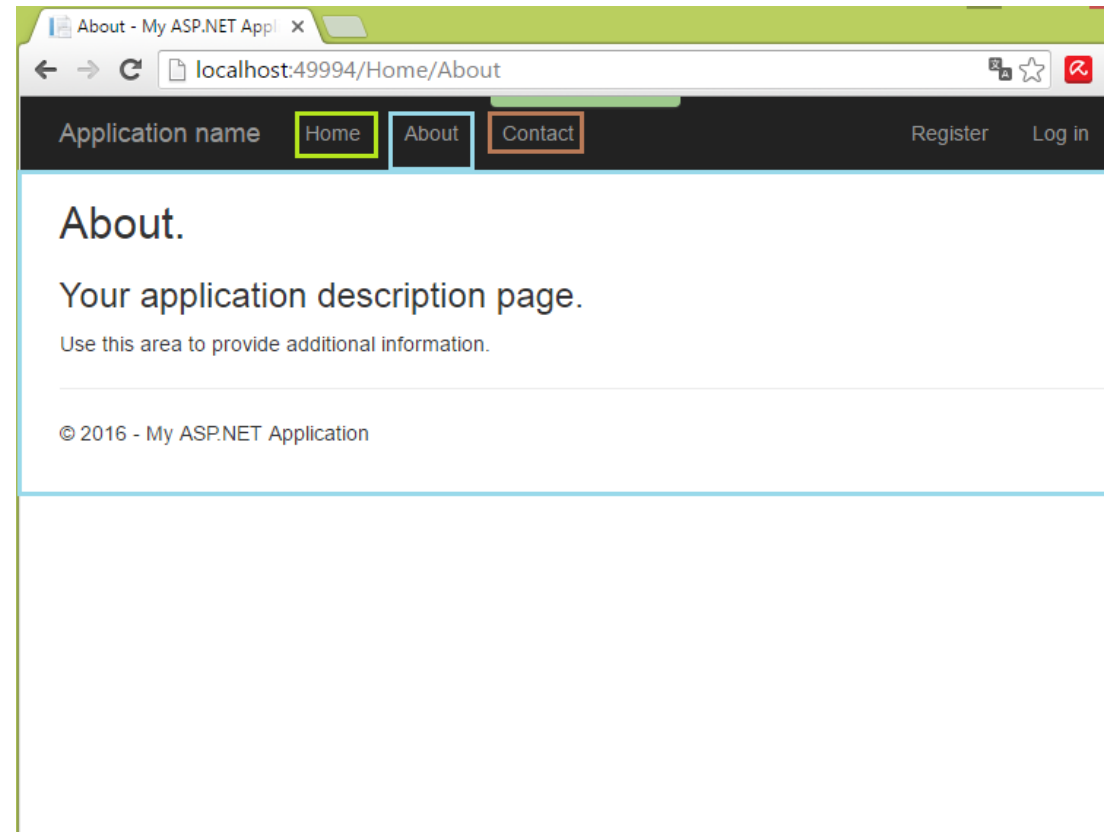 About - My ASP.NET Appl
localhost:49994/Home/About
Application name Home About Contact Register Log in
About.
Your application description page.
Use this area to provide additional information.
© 2016 - My ASP.NET Application